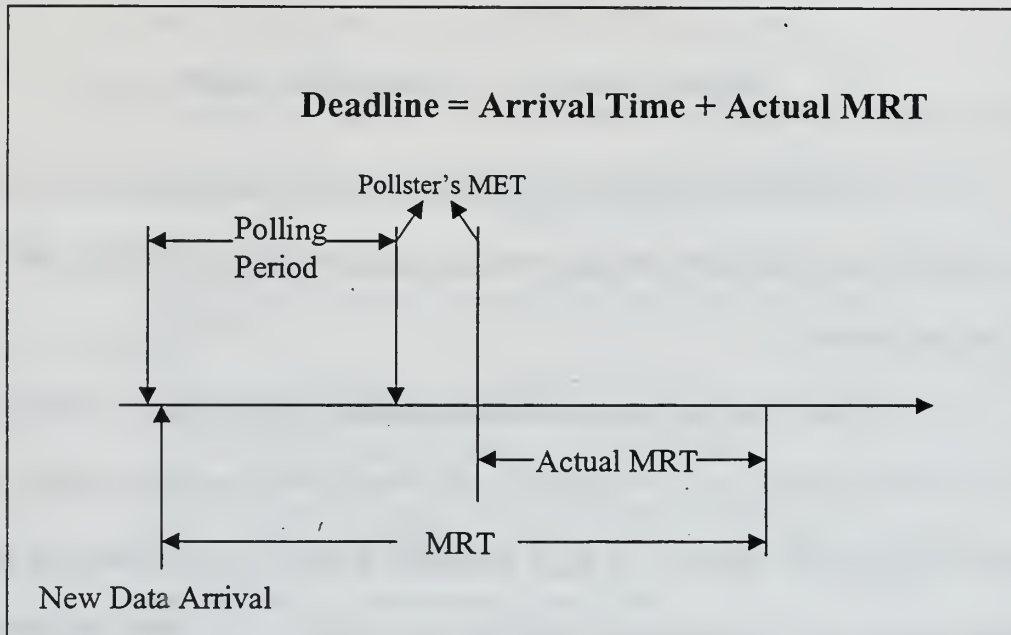 Deadline = Arrival Time + Actual MRT
Pollster's MET
Polling
Period
Actual MRT
MRT
New Data Arrival